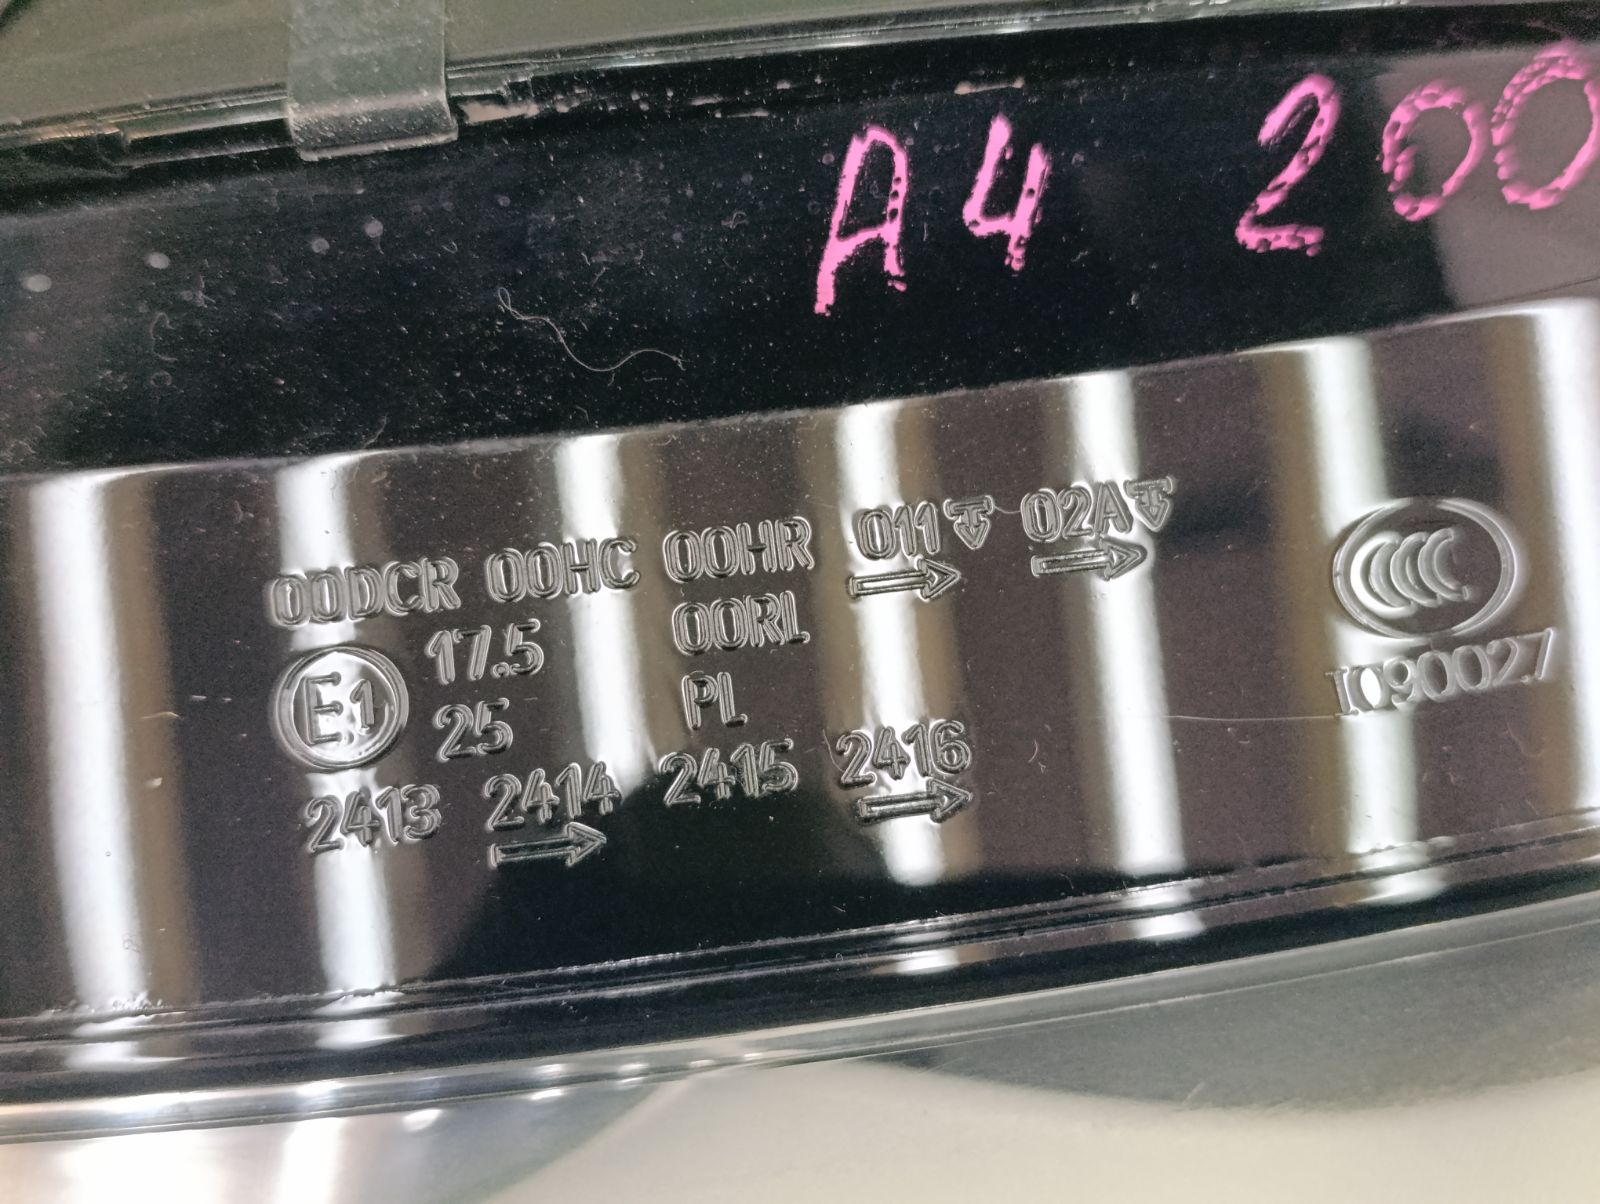 A4 200
00DCR 00HC 00HR 011 02A
17.5 00RL
E1
25 PL
2413 2414 2415 2416
CCC
I090027